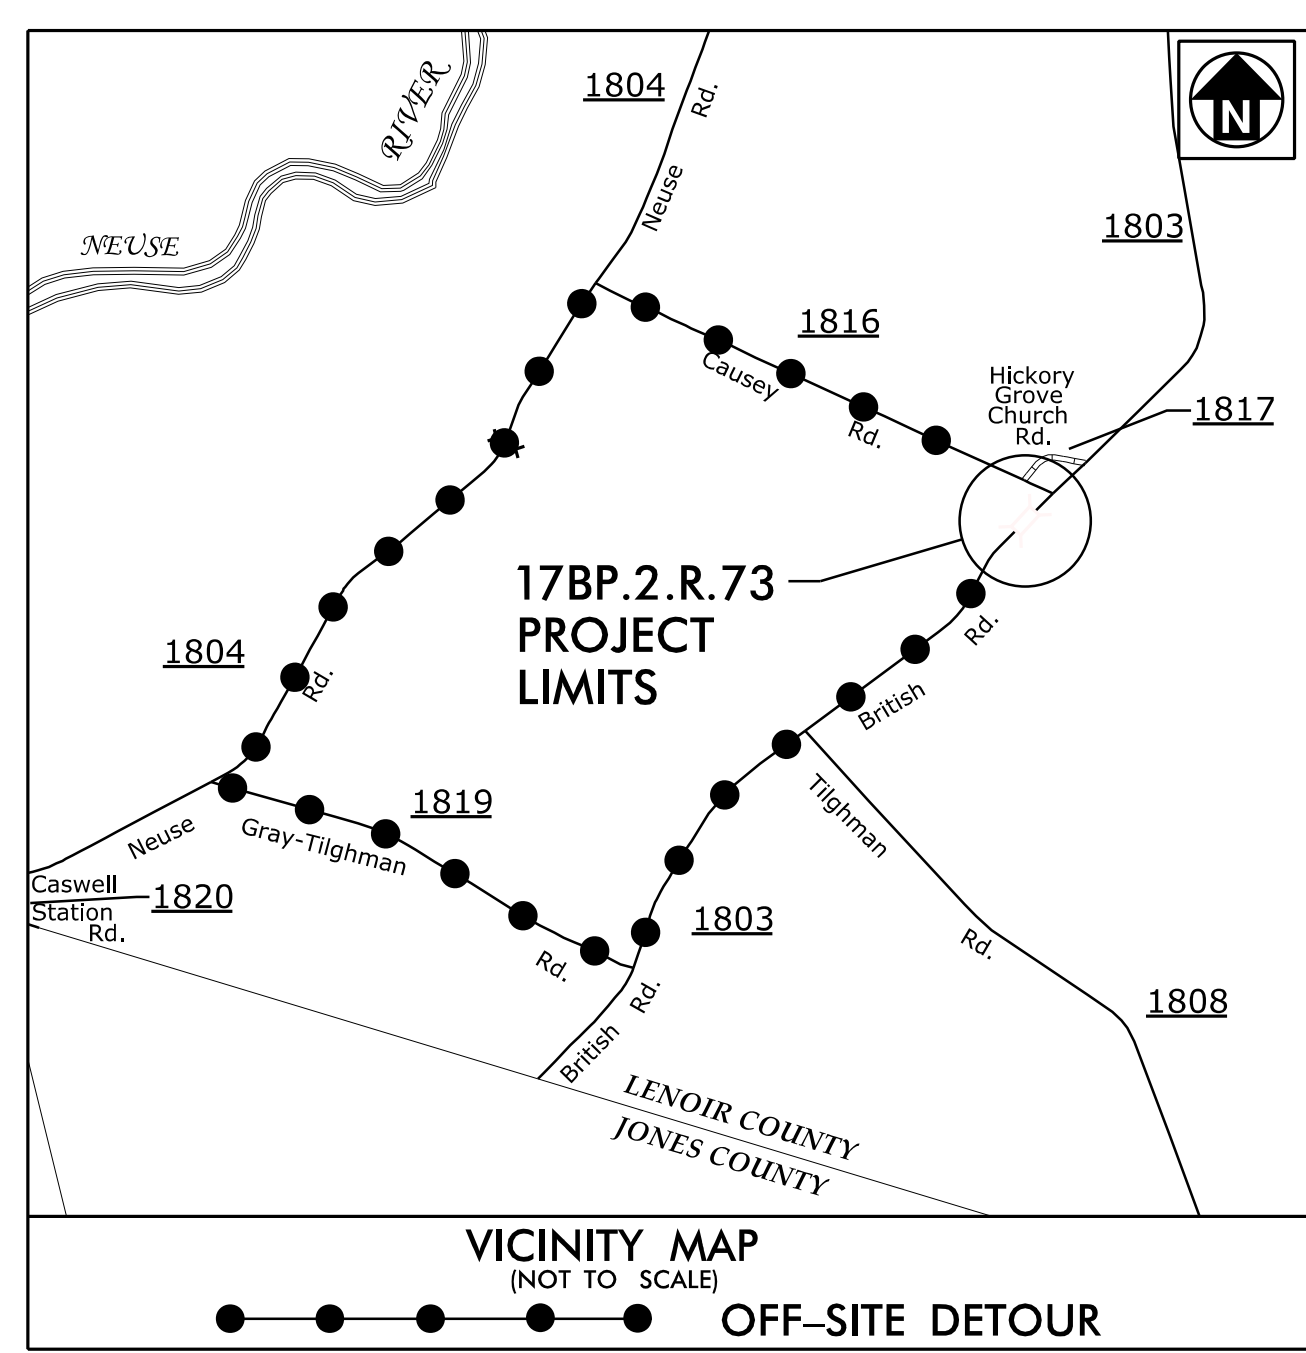 1804
Rd.
RIVER
N
Neuse
1803
NEUSE
1816
Causey
Hickory
Grove
Church
Rd.
1817
Rd.
17BP.2.R.73
PROJECT
LIMITS
Rd.
1804
Rd.
British
Tilghman
1819
Neuse
Gray-Tilghman
Caswell
Station
Rd.
1820
1803
Rd.
Rd.
Rd.
1808
British
LENOIR COUNTY
JONES COUNTY
VICINITY MAP
(NOT TO SCALE)
OFF-SITE DETOUR